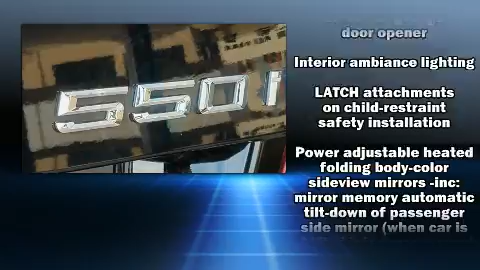 550i
door opener
Interior ambiance lighting
LATCH attachments
on child-restraint
safety installation
Power adjustable heated
folding body-color
sideview mirrors -inc:
mirror memory automatic
tilt-down of passenger
side mirror (when car is